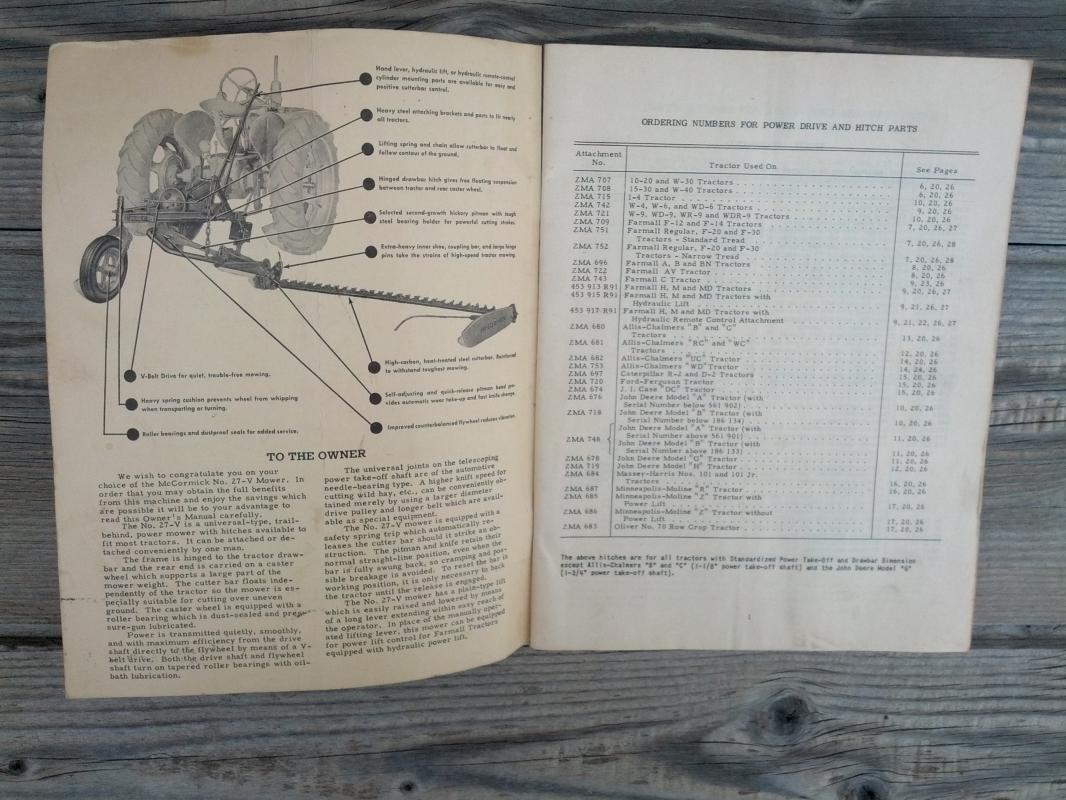 Hand lever, hydraulic lift, or hydraulic remote-control
cylinder mounting parts are available for easy and
positive cutterbar control.
Heavy steel attaching brackets and parts to fit nearly
all tractors.
Lifting spring and chain allow cutterbar to float and
follow contour of the ground.
Hinged drawbar hitch gives free floating suspension
between tractor and rear caster wheel.
Selected second-growth hickory pitman with tough
steel bearing holder for powerful cutting strokes.
Extra-heavy inner shoe, coupling bar, and large hinge
pins take the strains of high-speed tractor mowing.
High-carbon, heat-treated steel cutterbar. Reinforced
to withstand toughest mowing.
Self-adjusting and quick-release pitman head pro-
vides automatic wear take-up and fast knife change.
Improved counterbalanced flywheel reduces vibration.
V-Belt Drive for quiet, trouble-free mowing.
Heavy spring cushion prevents wheel from whipping
when transporting or turning.
Roller bearings and dustproof seals for added service.
TO THE OWNER
We wish to congratulate you on your
choice of the McCormick No. 27-V Mower. In
order that you may obtain the full benefits
from this machine and enjoy the savings which
are possible it will be to your advantage to
read this Owner's Manual carefully.
The No. 27-V is a universal-type, trail-
behind, power mower with hitches available to
fit most tractors. It can be attached or de-
tached conveniently by one man.
The frame is hinged to the tractor draw-
bar and the rear end is carried on a caster
wheel which supports a large part of the
mower weight. The cutter bar floats inde-
pendently of the tractor so the mower is es-
pecially suitable for cutting over uneven
ground. The caster wheel is equipped with a
roller bearing which is dust-sealed and pres-
sure-gun lubricated.
Power is transmitted quietly, smoothly,
and with maximum efficiency from the drive
shaft directly to the flywheel by means of a V-
belt drive. Both the drive shaft and flywheel
shaft turn on tapered roller bearings with oil-
bath lubrication.
The universal joints on the telescoping
power take-off shaft are of the automotive
needle-bearing type. A higher knife speed for
cutting wild hay, etc., can be conveniently ob-
tained merely by using a larger diameter
drive pulley and longer belt which are avail-
able as special equipment.
The No. 27-V mower is equipped with a
safety spring trip which automatically re-
leases the cutter bar should it strike an ob-
struction. The pitman and knife retain their
normal straight-line position, even when the
bar is fully swung back, so cramping and pos-
sible breakage is avoided. To reset the bar in
working position, it is only necessary to back
the tractor until the release is engaged.
The No. 27-V mower has a plain-type lift
which is easily raised and lowered by means
of a long lever extending within easy reach of
the operator. In place of the manually oper-
ated lifting lever, this mower can be equipped
for power lift control for Farmall Tractors
equipped with hydraulic power lift.
ORDERING NUMBERS FOR POWER DRIVE AND HITCH PARTS
Attachment No. Tractor Used On See Pages
ZMA 707 10-20 and W-30 Tractors 6, 20, 26
ZMA 708 15-30 and W-40 Tractors 6, 20, 26
ZMA 715 I-4 Tractor 10, 20, 26
ZMA 742 W-4, W-6, and WD-6 Tractors 9, 20, 26
ZMA 721 W-9, WD-9, WR-9 and WDR-9 Tractors 10, 20, 26
ZMA 709 Farmall F-12 and F-14 Tractors 7, 20, 26, 27
ZMA 751 Farmall Regular, F-20 and F-30
Tractors - Standard Tread 7, 20, 26, 28
ZMA 752 Farmall Regular, F-20 and F-30
Tractors - Narrow Tread 7, 20, 26, 28
ZMA 696 Farmall A, B and BN Tractors 8, 20, 26
ZMA 722 Farmall AV Tractor 8, 20, 26
ZMA 743 Farmall C Tractor 9, 23, 26
453 913 R91 Farmall H, M and MD Tractors 9, 20, 26, 27
453 915 R91 Farmall H, M and MD Tractors with
Hydraulic Lift 9, 21, 26, 27
453 917 R91 Farmall H, M and MD Tractors with
Hydraulic Remote Control Attachment 9, 21, 22, 26, 27
ZMA 680 Allis-Chalmers "B" and "C"
Tractors 13, 20, 26
ZMA 681 Allis-Chalmers "RC" and "WC"
Tractors 12, 20, 26
ZMA 682 Allis-Chalmers "UC" Tractor 14, 20, 26
ZMA 753 Allis-Chalmers "WD" Tractor 14, 24, 26
ZMA 697 Caterpillar R-2 and D-2 Tractors 15, 20, 26
ZMA 720 Ford-Ferguson Tractor 15, 20, 26
ZMA 674 J. I. Case "DC" Tractor 15, 20, 26
ZMA 676 John Deere Model "A" Tractor (with
Serial Number below 561 902) 10, 20, 26
ZMA 718 John Deere Model "B" Tractor (with
Serial Number below 186 134) 10, 20, 26
John Deere Model "A" Tractor (with
Serial Number above 561 901)
ZMA 748 { 11, 20, 26
John Deere Model "B" Tractor (with
Serial Number above 186 133) 11, 20, 26
ZMA 678 John Deere Model "G" Tractor 11, 20, 26
ZMA 719 John Deere Model "H" Tractor 12, 20, 26
ZMA 684 Massey-Harris Nos. 101 and 101 Jr.
Tractors 16, 20, 26
ZMA 687 Minneapolis-Moline "R" Tractor 16, 20, 26
ZMA 685 Minneapolis-Moline "Z" Tractor with
Power Lift 17, 20, 26
ZMA 686 Minneapolis-Moline "Z" Tractor without
Power Lift 17, 20, 26
ZMA 683 Oliver No. 70 Row Crop Tractor 17, 20, 26
The above hitches are for all tractors with Standardized Power Take-Off and Drawbar Dimension
except Allis-Chalmers "B" and "C" (1-1/8" power take-off shaft) and the John Deere Model "G"
(1-3/4" power take-off shaft).
1